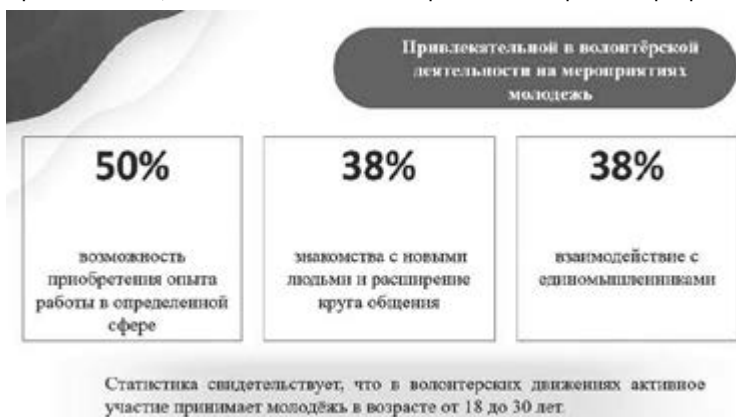 Привлекательной в волонтёрской
деятельности на мероприятиях
молодежь
50%
возможность
приобретения опыта
работы в определенной
сфере
38%
знакомства с новыми
людьми и расширение
круга общения
38%
взаимодействие с
единомышленниками
Статистика свидетельствует, что в волонтерских движениях активное
участие принимает молодёжь в возрасте от 18 до 30 лет.